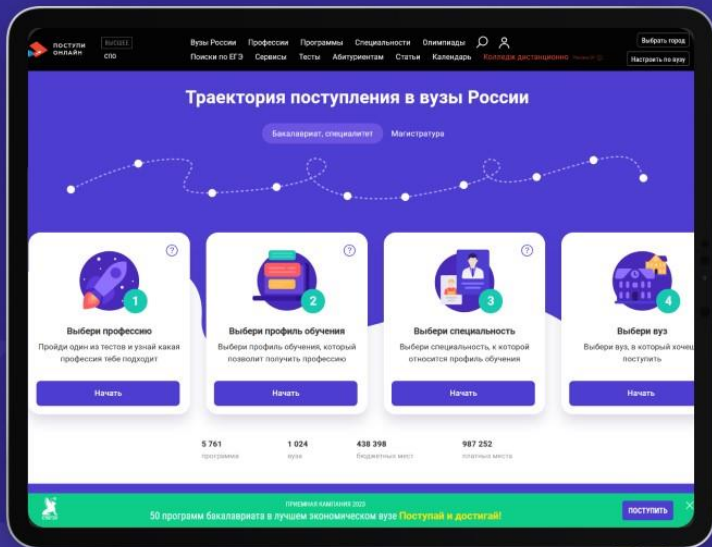 ПОСТУПИ
ОНЛАЙН
ВЫСШЕЕ
СПО
Вузы России Профессии Программы Специальности Олимпиады
Поиски по ЕГЭ Сервисы Тесты Абитуриентам Статьи Календарь Колледж дистанционно
Выбрать город
Настроить по вузу
Траектория поступления в вузы России
Бакалавриат, специалитет Магистратура
1
Выбери профессию
Пройди один из тестов и узнай какая
профессия тебе подходит
Начать
2
Выбери профиль обучения
Выбери профиль обучения, который
позволит получить профессию
Начать
3
Выбери специальность
Выбери специальность, к которой
относится профиль обучения
Начать
4
Выбери вуз
Выбери вуз, в который хочеш
поступить
Начать
5 761 1 024 438 398 987 252
программа вуза бюджетных мест платных места
ПРИЕМНАЯ КАМПАНИЯ 2023
50 программ бакалавриата в лучшем экономическом вузе Поступай и достигай!
ПОСТУПИТЬ